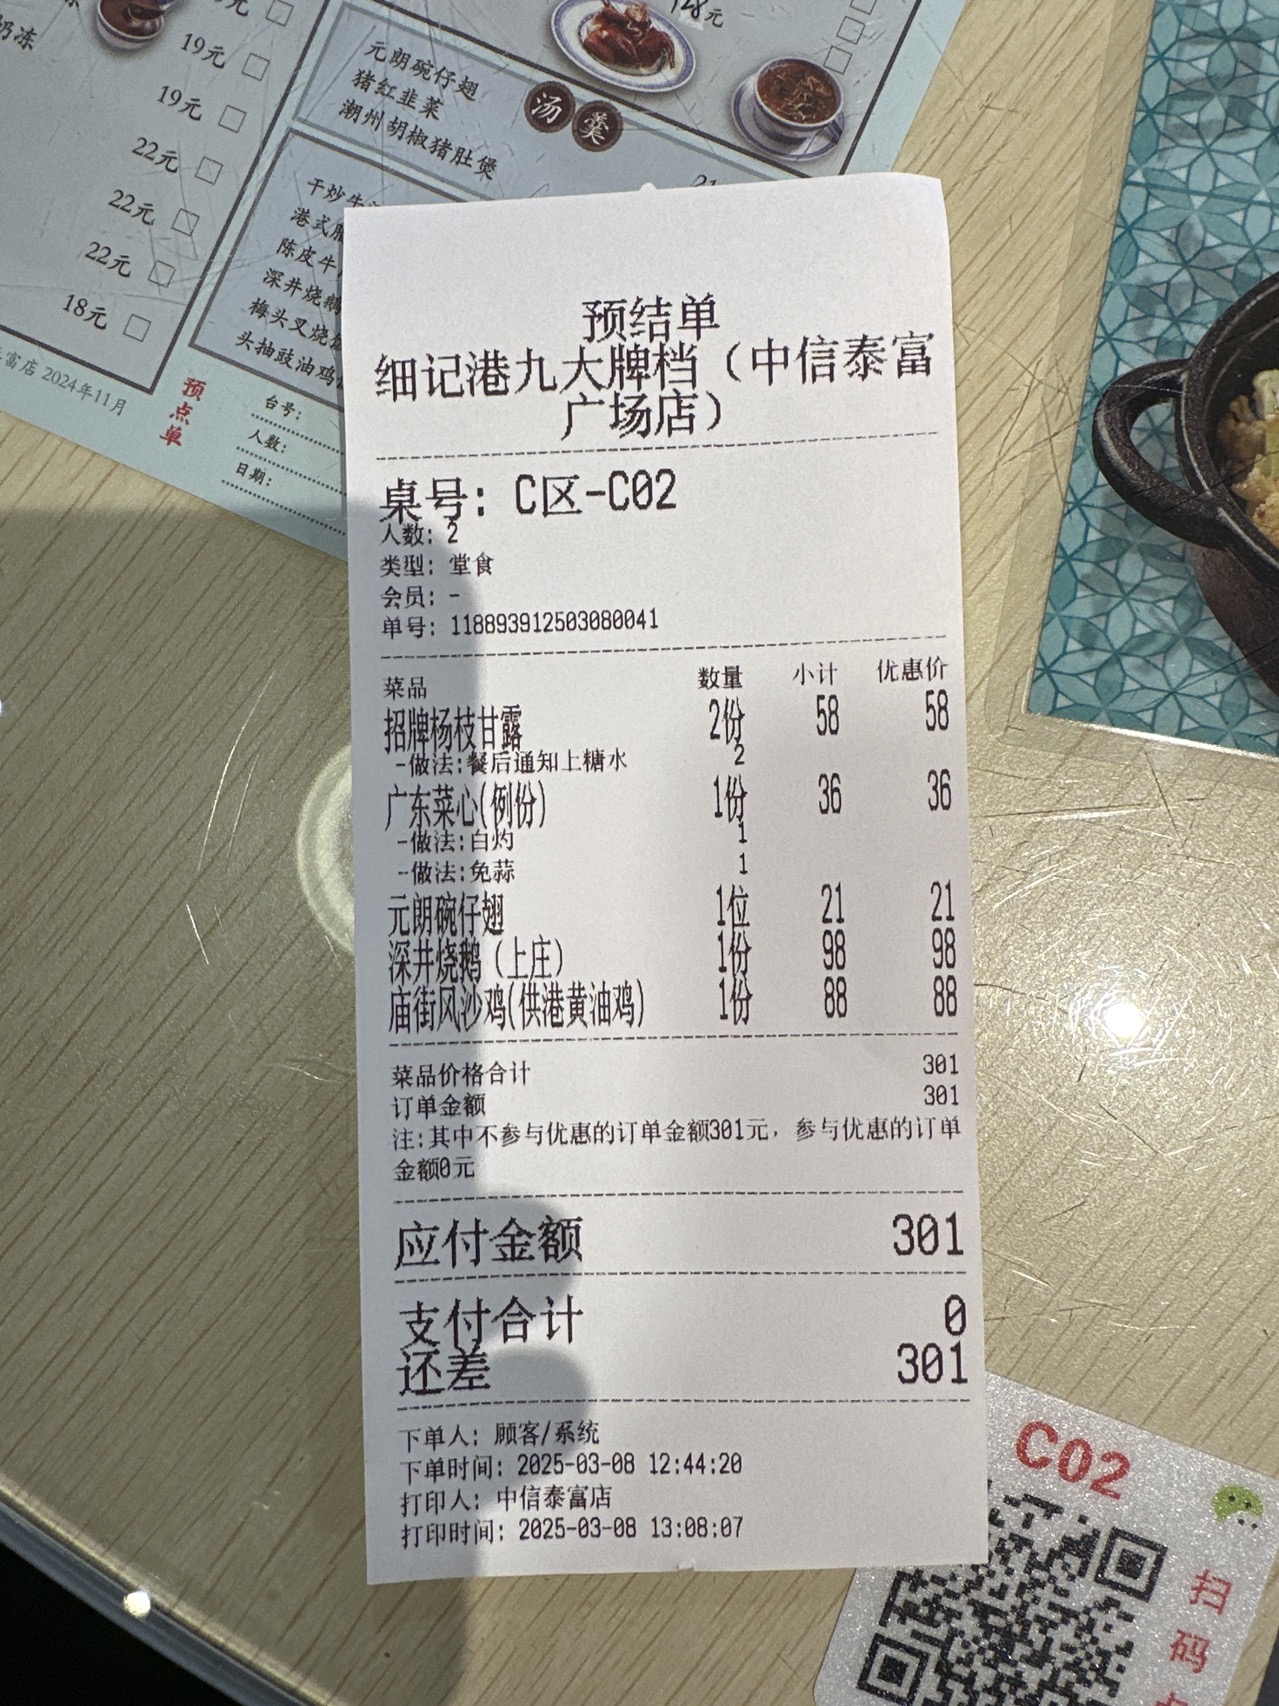 奶冻
19元
19元
22元
22元
22元
18元
元朗碗仔翅
猪红韭菜
潮州胡椒猪肚煲
汤羹
陈皮牛
深井烧鹅
梅头叉烧
头抽豉油鸡
富店 2024年11月
预点单
台号:
人数:
日期:
预结单
细记港九大牌档（中信泰富
广场店）
桌号: C区-C02
人数: 2
类型: 堂食
会员: -
单号: 118893912503080041
菜品 数量 小计 优惠价
招牌杨枝甘露 2份 58 58
-做法:餐后通知上糖水 2
广东菜心(例份) 1份 36 36
-做法:白灼 1
-做法:免蒜 1
元朗碗仔翅 1位 21 21
深井烧鹅（上庄） 1份 98 98
庙街风沙鸡(供港黄油鸡) 1份 88 88
菜品价格合计 301
订单金额 301
注:其中不参与优惠的订单金额301元，参与优惠的订单
金额0元
应付金额 301
支付合计 0
还差 301
下单人: 顾客/系统
下单时间: 2025-03-08 12:44:20
打印人: 中信泰富店
打印时间: 2025-03-08 13:08:07
C02
扫码